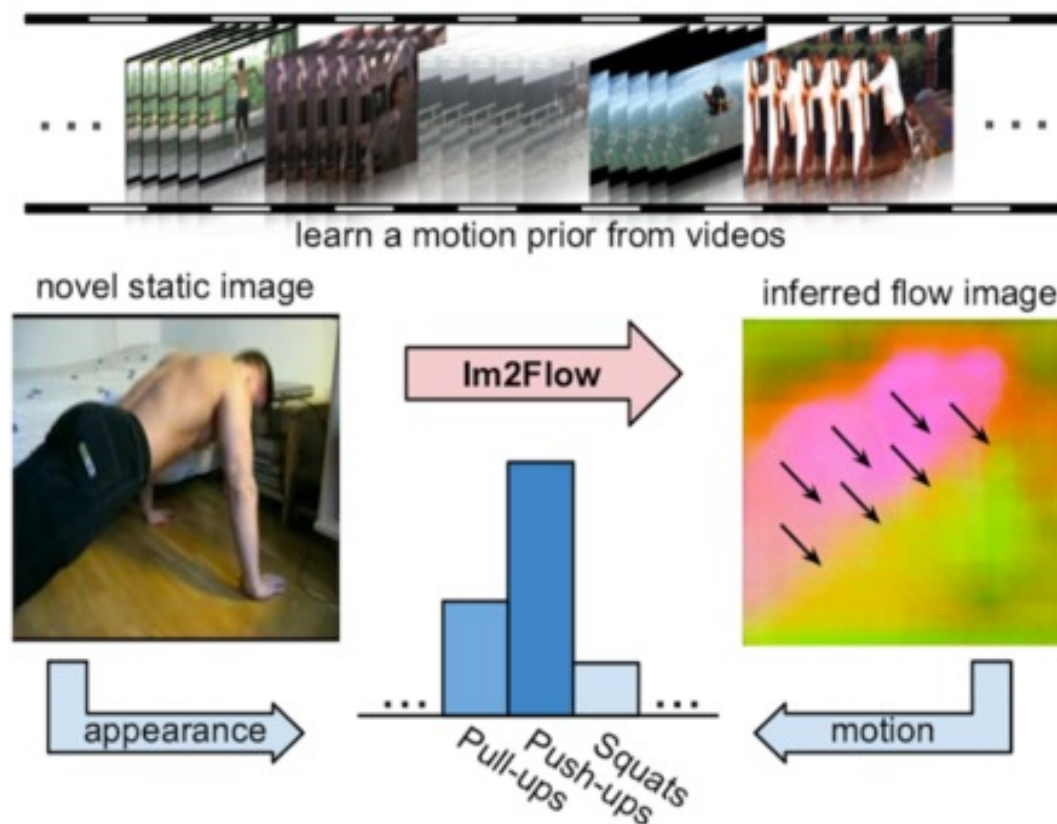 learn a motion prior from videos
novel static image
inferred flow image
Im2Flow
appearance
motion
Pull-ups
Push-ups
Squats